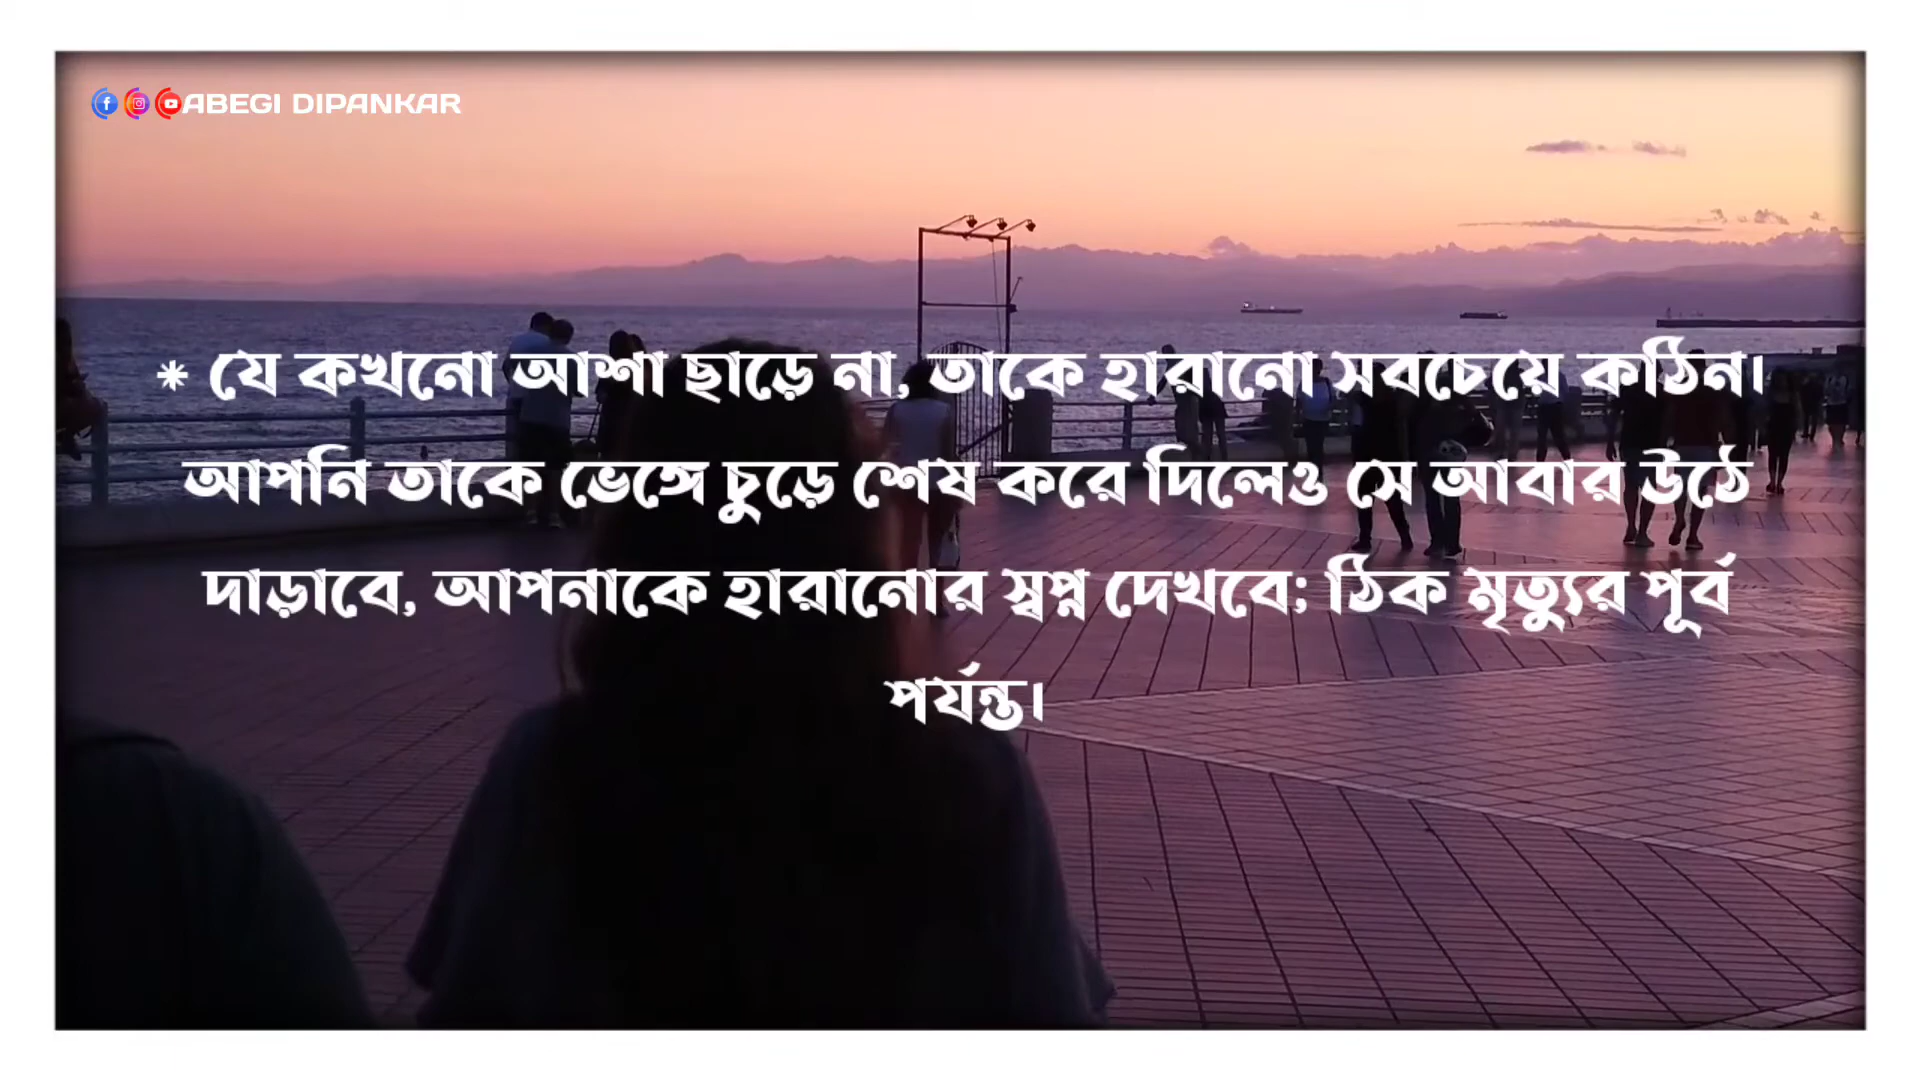 ABEGI DIPANKAR
* যে কখনো আশা ছাড়ে না, তাকে হারানো সবচেয়ে কঠিন।
আপনি তাকে ভেঙ্গে চুড়ে শেষ করে দিলেও সে আবার উঠে
দাড়াবে, আপনাকে হারানোর স্বপ্ন দেখবে; ঠিক মৃত্যুর পূর্ব
পর্যন্ত।